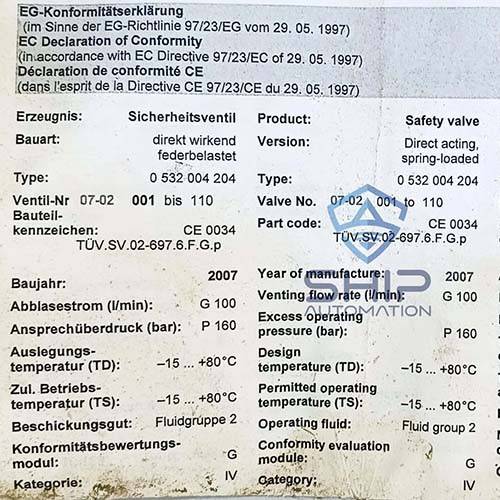 EG-Konformitätserklärung
(im Sinne der EG-Richtlinie 97/23/EG vom 29. 05. 1997)
EC Declaration of Conformity
(in accordance with EC Directive 97/23/EC of 29. 05. 1997)
Déclaration de conformité CE
(dans l'esprit de la Directive CE 97/23/CE du 29. 05. 1997)
Erzeugnis: Sicherheitsventil
Bauart: direkt wirkend
federbelastet
Type: 0 532 004 204
Ventil-Nr 07-02 001 bis 110
Bauteil-
kennzeichen: CE 0034
TÜV.SV.02-697.6.F.G.p
Baujahr: 2007
Abblasestrom (l/min): G 100
Ansprechüberdruck (bar): P 160
Auslegungs-
temperatur (TD): –15 ... +80°C
Zul. Betriebs-
temperatur (TS): –15 ... +80°C
Beschickungsgut: Fluidgruppe 2
Konformitätsbewertungs-
modul: G
Kategorie: IV
Product: Safety valve
Version: Direct acting,
spring-loaded
Type: 0 532 004 204
Valve No. 07-02 001 to 110
Part code: CE 0034
TÜV.SV.02-697.6.F.G.p
Year of manufacture: 2007
Venting flow rate (l/min): G 100
Excess operating
pressure (bar): P 160
Design
temperature (TD): –15 ... +80°C
Permitted operating
temperature (TS): –15 ... +80°C
Operating fluid: Fluid group 2
Conformity evaluation
module: G
Category: IV
SHIP
AUTOMATION